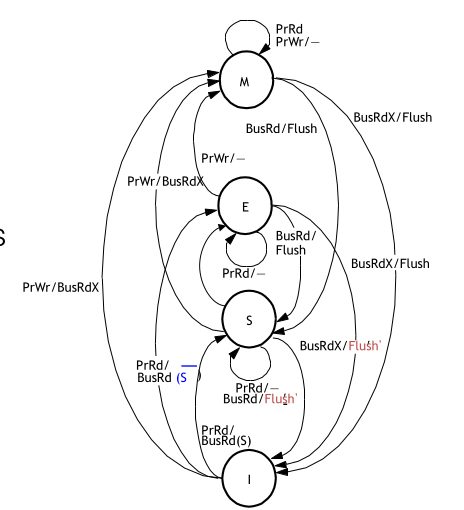 PrRd
PrWr/—
M
BusRdX/Flush
BusRd/Flush
PrWr/—
PrWr/BusRdX
E
S
BusRd/
Flush
BusRdX/Flush
PrRd/—
PrWr/BusRdX
S
BusRdX/Flush'
PrRd/
BusRd (S)
PrRd/—
BusRd/Flush'
PrRd/
BusRd(S)
I